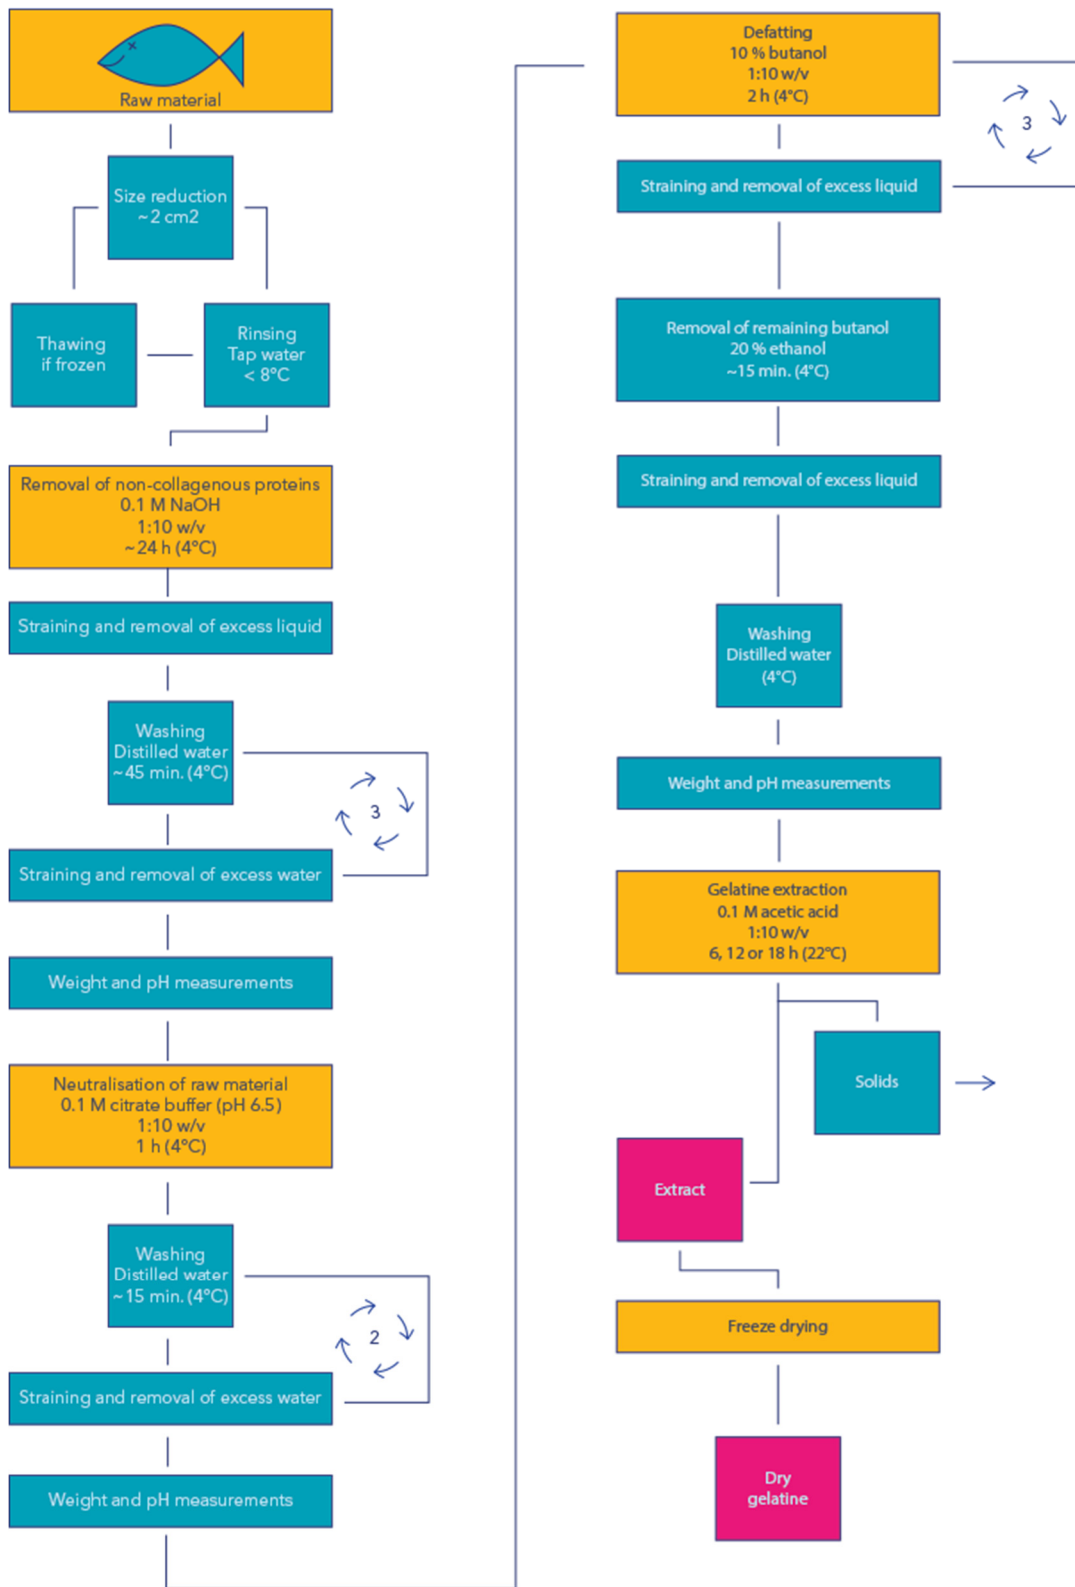 Raw material
Size reduction
~2 cm2
Thawing
if frozen
Rinsing
Tap water
< 8°C
Removal of non-collagenous proteins
0.1 M NaOH
1:10 w/v
~24 h (4°C)
Straining and removal of excess liquid
Washing
Distilled water
~45 min. (4°C)
3
Straining and removal of excess water
Weight and pH measurements
Neutralisation of raw material
0.1 M citrate buffer (pH 6.5)
1:10 w/v
1 h (4°C)
Washing
Distilled water
~15 min. (4°C)
2
Straining and removal of excess water
Weight and pH measurements
Defatting
10 % butanol
1:10 w/v
2 h (4°C)
3
Straining and removal of excess liquid
Removal of remaining butanol
20 % ethanol
~15 min. (4°C)
Straining and removal of excess liquid
Washing
Distilled water
(4°C)
Weight and pH measurements
Gelatine extraction
0.1 M acetic acid
1:10 w/v
6, 12 or 18 h (22°C)
Solids
Extract
Freeze drying
Dry
gelatine